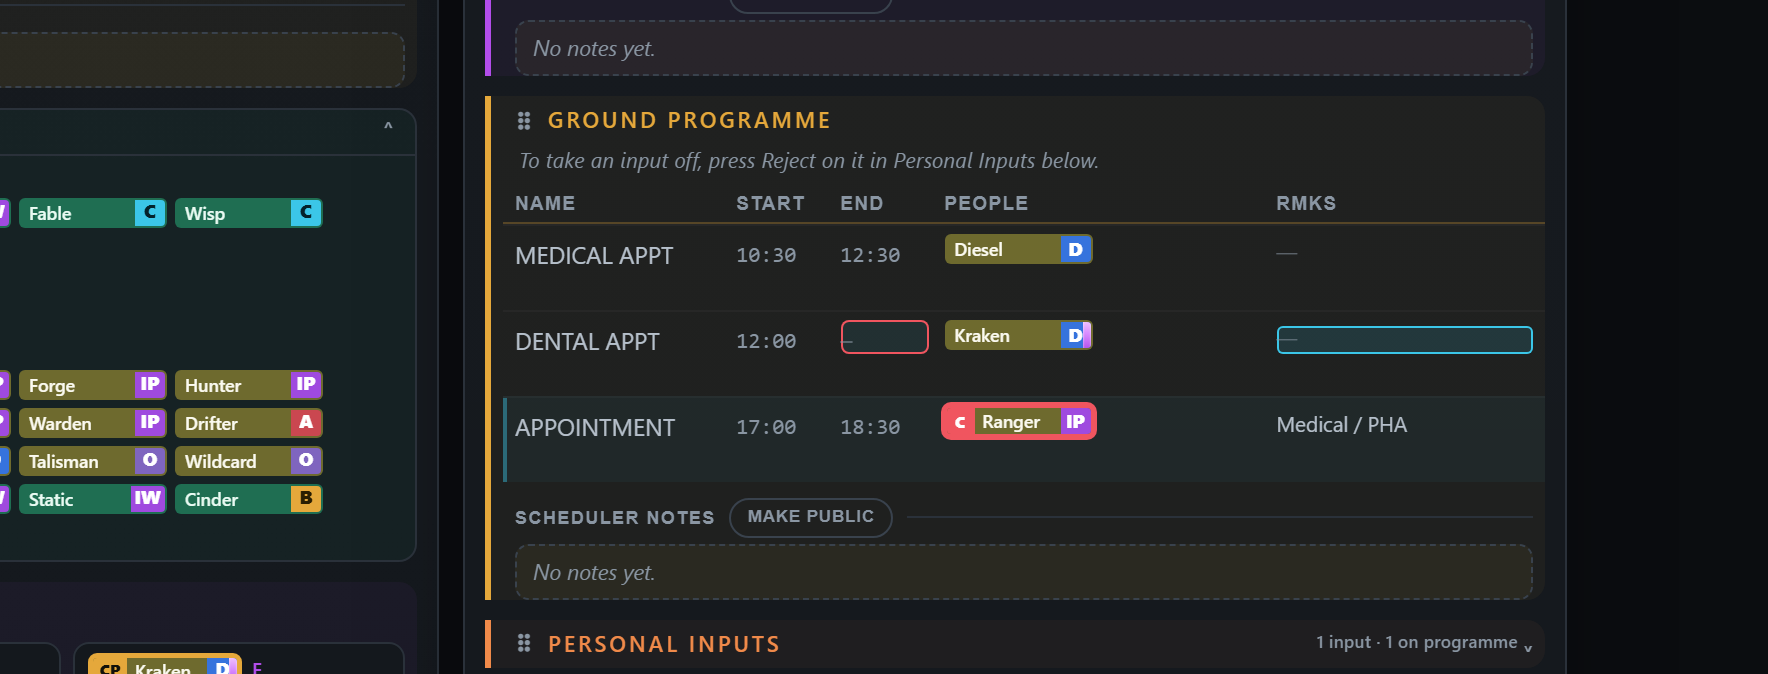 No notes yet.
^
GROUND PROGRAMME
To take an input off, press Reject on it in Personal Inputs below.
NAME START END PEOPLE RMKS
Fable C Wisp C
MEDICAL APPT 10:30 12:30 Diesel D —
DENTAL APPT 12:00 — Kraken D —
Forge IP Hunter IP
Warden IP Drifter A
APPOINTMENT 17:00 18:30 C Ranger IP Medical / PHA
Talisman O Wildcard O
Static IW Cinder B
SCHEDULER NOTES MAKE PUBLIC
No notes yet.
PERSONAL INPUTS 1 input · 1 on programme
CP Kraken D